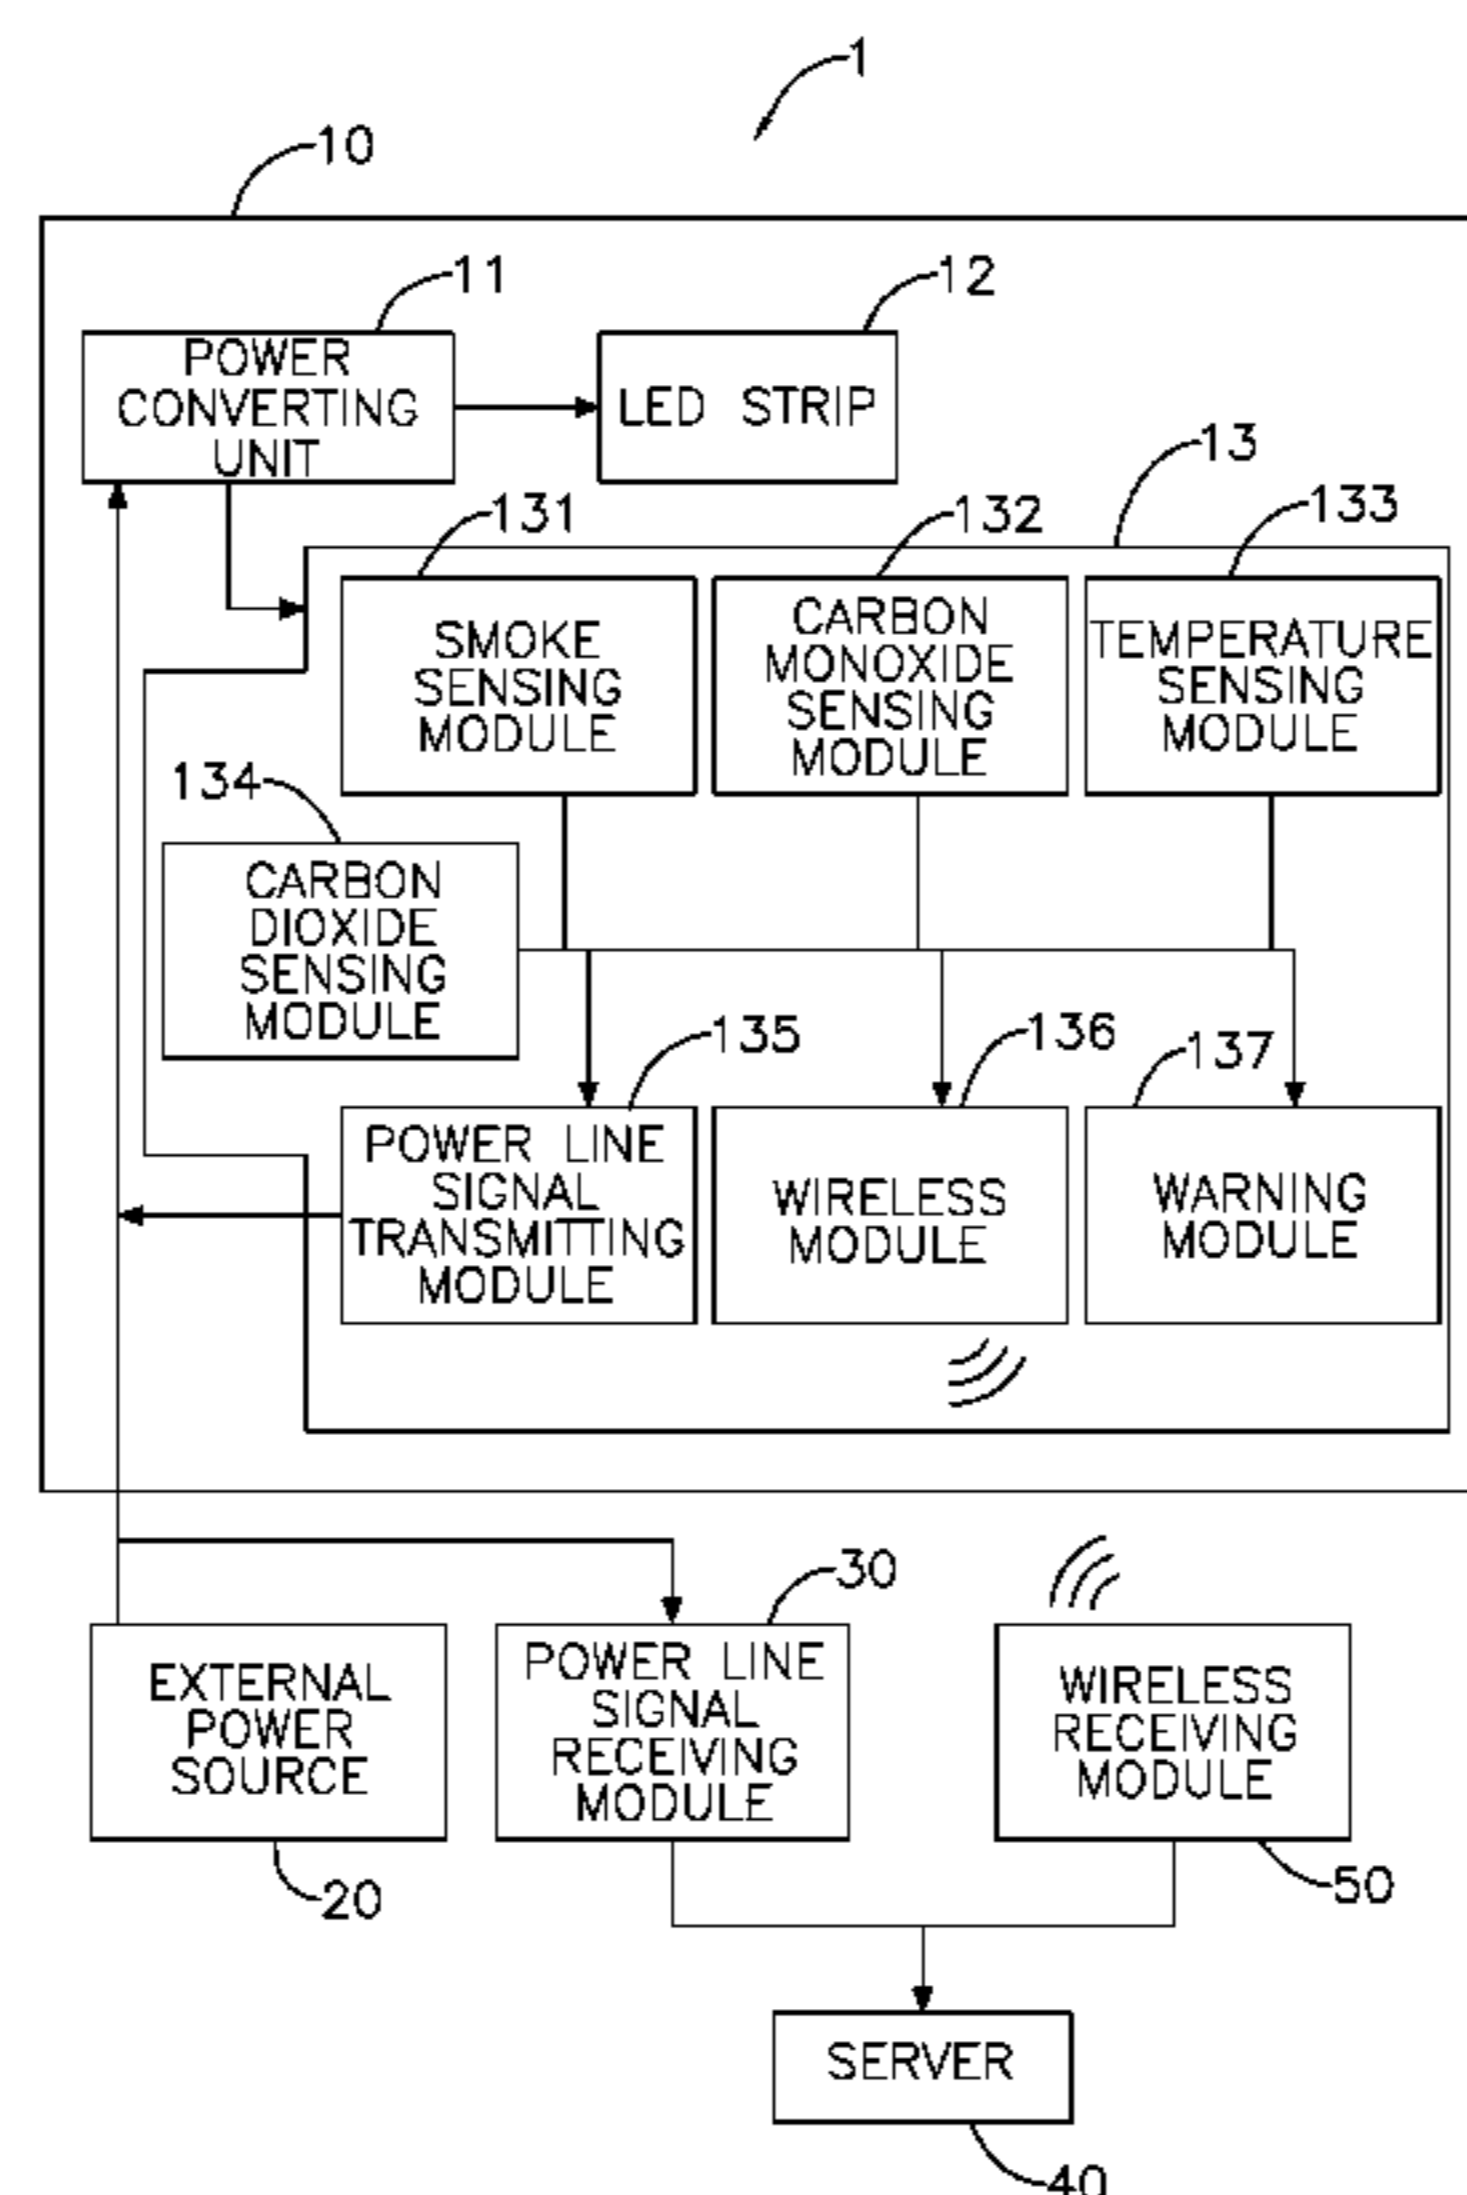 1
10
11
12
POWER
CONVERTING
UNIT
LED STRIP
13
131
132
133
SMOKE
SENSING
MODULE
CARBON
MONOXIDE
SENSING
MODULE
TEMPERATURE
SENSING
MODULE
134
CARBON
DIOXIDE
SENSING
MODULE
135
136
137
POWER LINE
SIGNAL
TRANSMITTING
MODULE
WIRELESS
MODULE
WARNING
MODULE
30
EXTERNAL
POWER
SOURCE
POWER LINE
SIGNAL
RECEIVING
MODULE
WIRELESS
RECEIVING
MODULE
20
50
SERVER
40